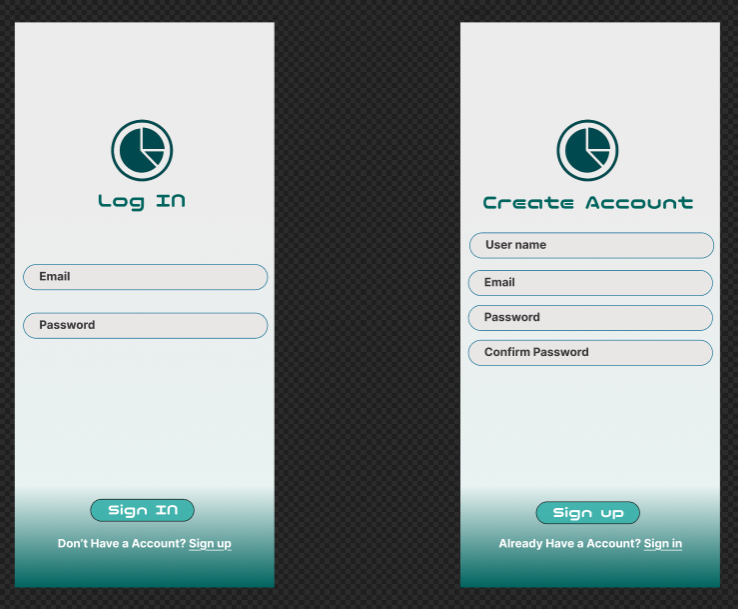 Log IN
Email
Password
Sign IN
Don't Have a Account? Sign up
Create Account
User name
Email
Password
Confirm Password
Sign up
Already Have a Account? Sign in